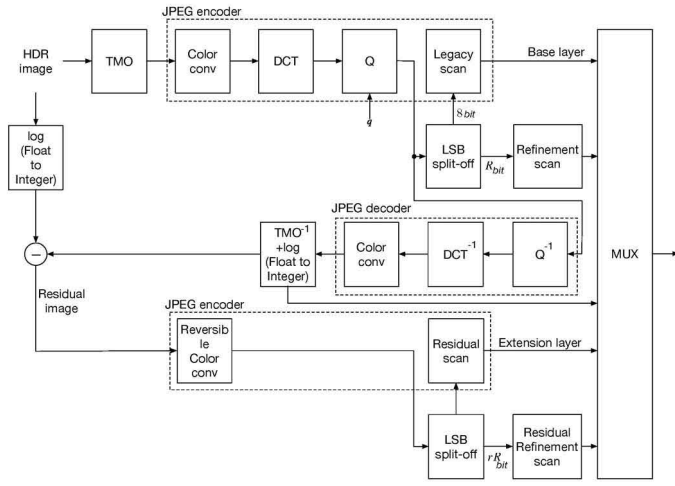 JPEG encoder
HDR
image
TMO
Color
conv
DCT
Q
Legacy
scan
Base layer
q
8bit
log
(Float
to
Integer)
LSB
split-off
Rbit
Refinement
scan
JPEG decoder
TMO-1
+log
(Float to
Integer)
Color
conv
DCT-1
Q-1
MUX
−
Residual
image
JPEG encoder
Reversib
le
Color
conv
Residual
scan
Extension layer
LSB
split-off
rRbit
Residual
Refinement
scan